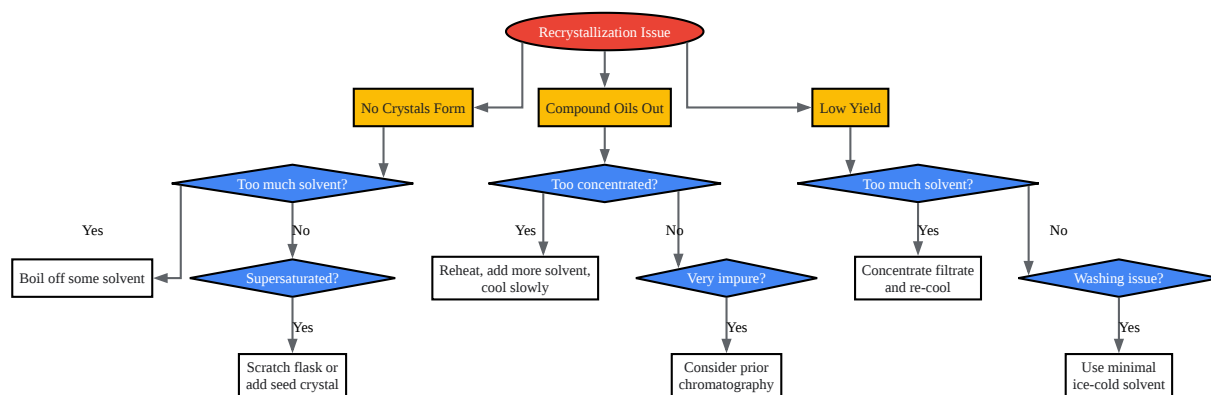 Recrystallization Issue
No Crystals Form
Compound Oils Out
Low Yield
Too much solvent?
Too concentrated?
Too much solvent?
Yes
No
Yes
No
Yes
No
Boil off some solvent
Supersaturated?
Reheat, add more solvent,
cool slowly
Very impure?
Concentrate filtrate
and re-cool
Washing issue?
Yes
Yes
Yes
Scratch flask or
add seed crystal
Consider prior
chromatography
Use minimal
ice-cold solvent